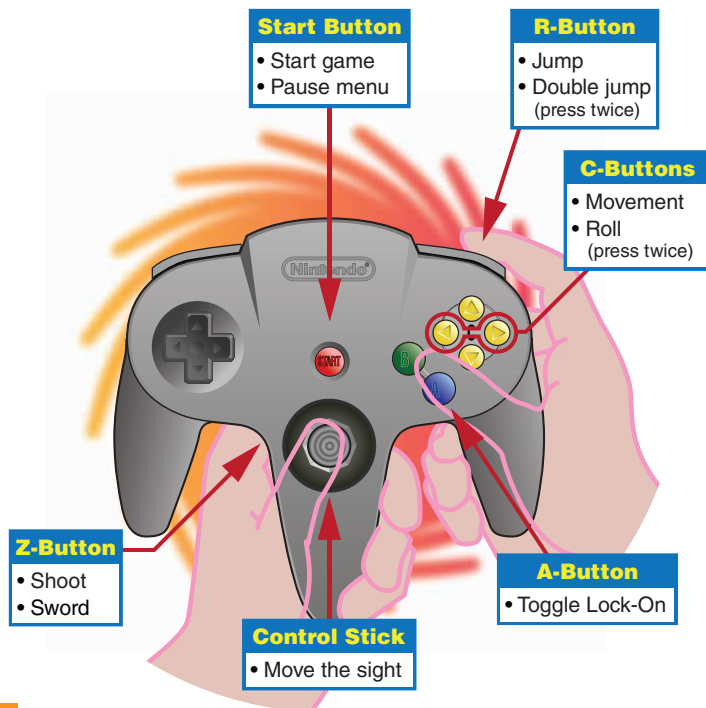 Start Button
• Start game
• Pause menu
R-Button
• Jump
• Double jump
(press twice)
C-Buttons
• Movement
• Roll
(press twice)
Nintendo®
START
B
A
Z-Button
• Shoot
• Sword
A-Button
• Toggle Lock-On
Control Stick
• Move the sight